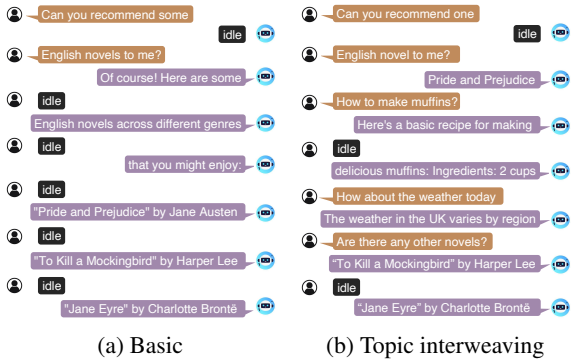 Can you recommend some
idle
English novels to me?
Of course! Here are some
idle
English novels across different genres
idle
that you might enjoy:
idle
"Pride and Prejudice" by Jane Austen
idle
"To Kill a Mockingbird" by Harper Lee
idle
"Jane Eyre" by Charlotte Brontë
(a) Basic
Can you recommend one
idle
English novel to me?
Pride and Prejudice
How to make muffins?
Here's a basic recipe for making
idle
delicious muffins: Ingredients: 2 cups
How about the weather today
The weather in the UK varies by region
Are there any other novels?
“To Kill a Mockingbird” by Harper Lee
idle
“Jane Eyre” by Charlotte Brontë
(b) Topic interweaving